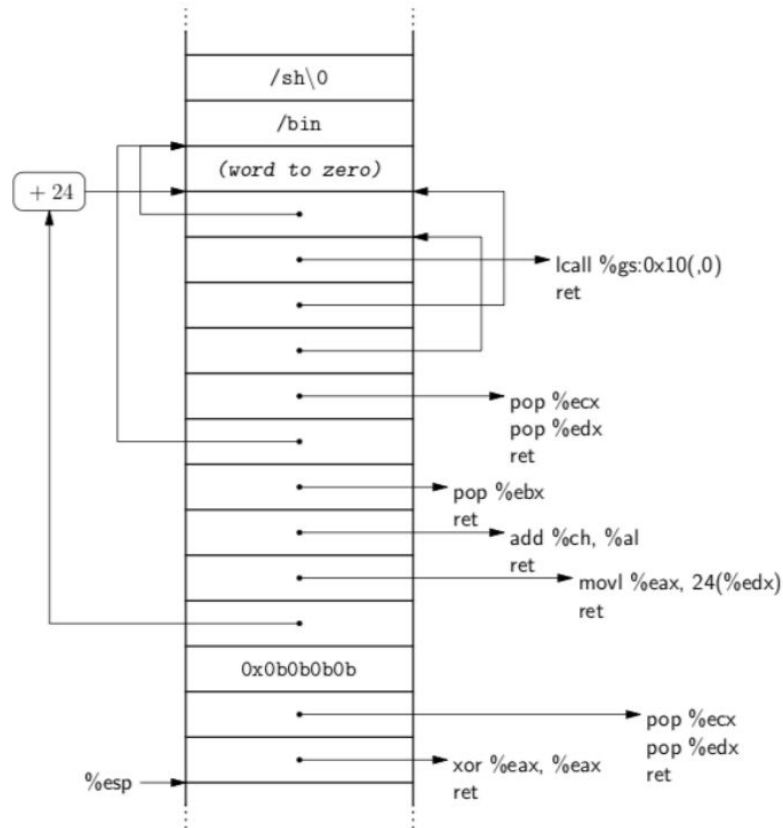 /sh\0
/bin
(word to zero)
+ 24
lcall %gs:0x10(,0)
ret
pop %ecx
pop %edx
ret
pop %ebx
ret
add %ch, %al
ret
movl %eax, 24(%edx)
ret
0x0b0b0b0b
pop %ecx
pop %edx
ret
xor %eax, %eax
ret
%esp